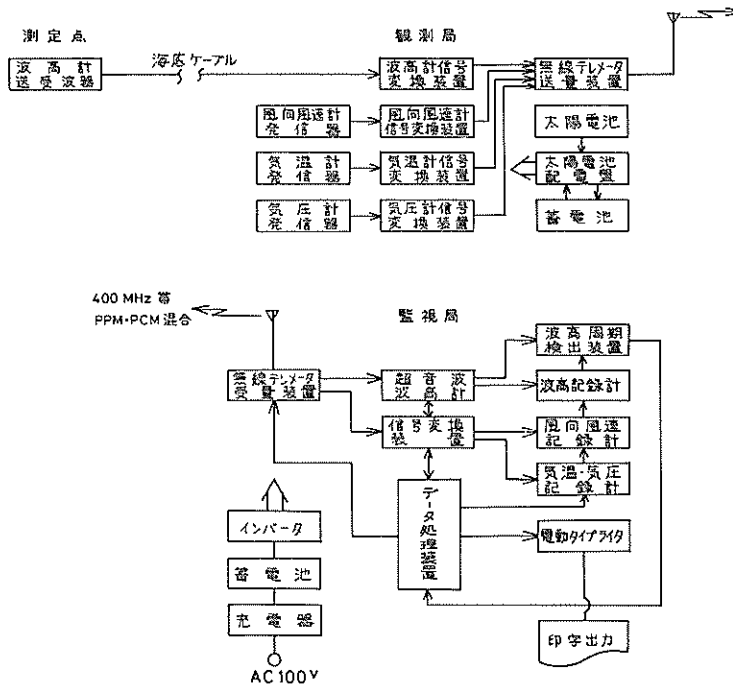 測定点
観測局
波高計
送受波器
海底ケーブル
波高計信号
変換装置
無線テレメータ
送量装置
風向風速計
発信器
風向風速計
信号変換装置
太陽電池
気温計
発信器
気温計信号
変換装置
太陽電池
配電盤
気圧計
発信器
気圧計信号
変換装置
蓄電池
400 MHz 帯
PPM・PCM 混合
監視局
無線テレメータ
受量装置
超音波
波高計
波高周期
検出装置
波高記録計
信号変換
装置
風向風速
記録計
気温・気圧
記録計
データ処理装置
インバータ
電動タイプライタ
蓄電池
充電器
印字出力
AC 100 V